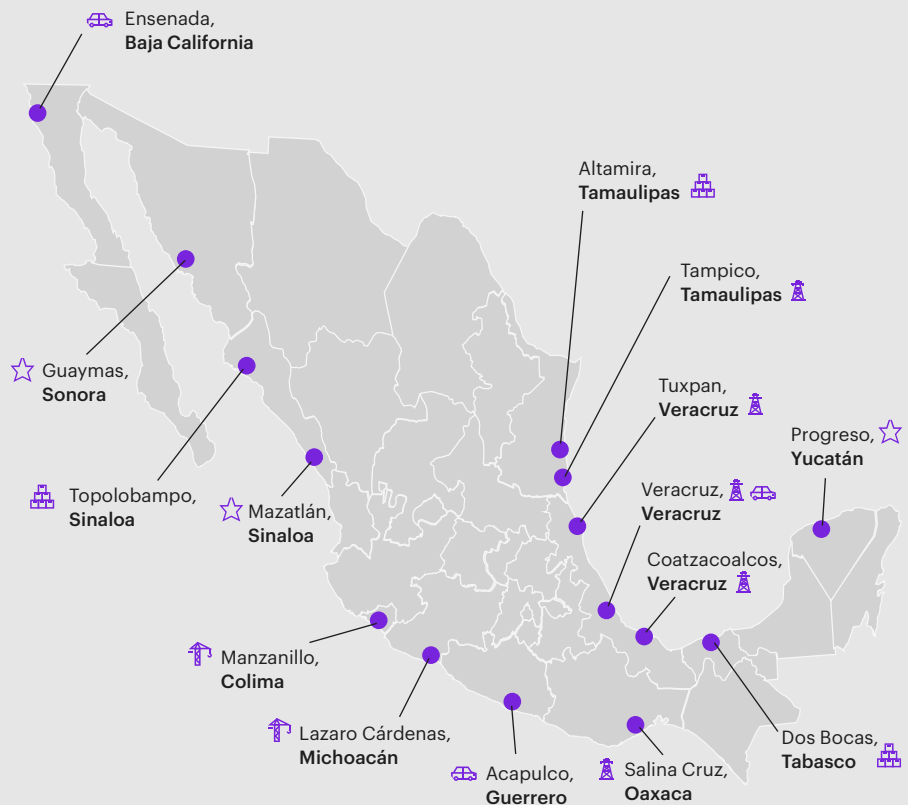 Ensenada,
Baja California
Altamira,
Tamaulipas
Tampico,
Tamaulipas
Guaymas,
Sonora
Tuxpan,
Veracruz
Progreso,
Yucatán
Topolobampo,
Sinaloa
Mazatlán,
Sinaloa
Veracruz,
Veracruz
Coatzacoalcos,
Veracruz
Manzanillo,
Colima
Lazaro Cárdenas,
Michoacán
Acapulco,
Guerrero
Salina Cruz,
Oaxaca
Dos Bocas,
Tabasco